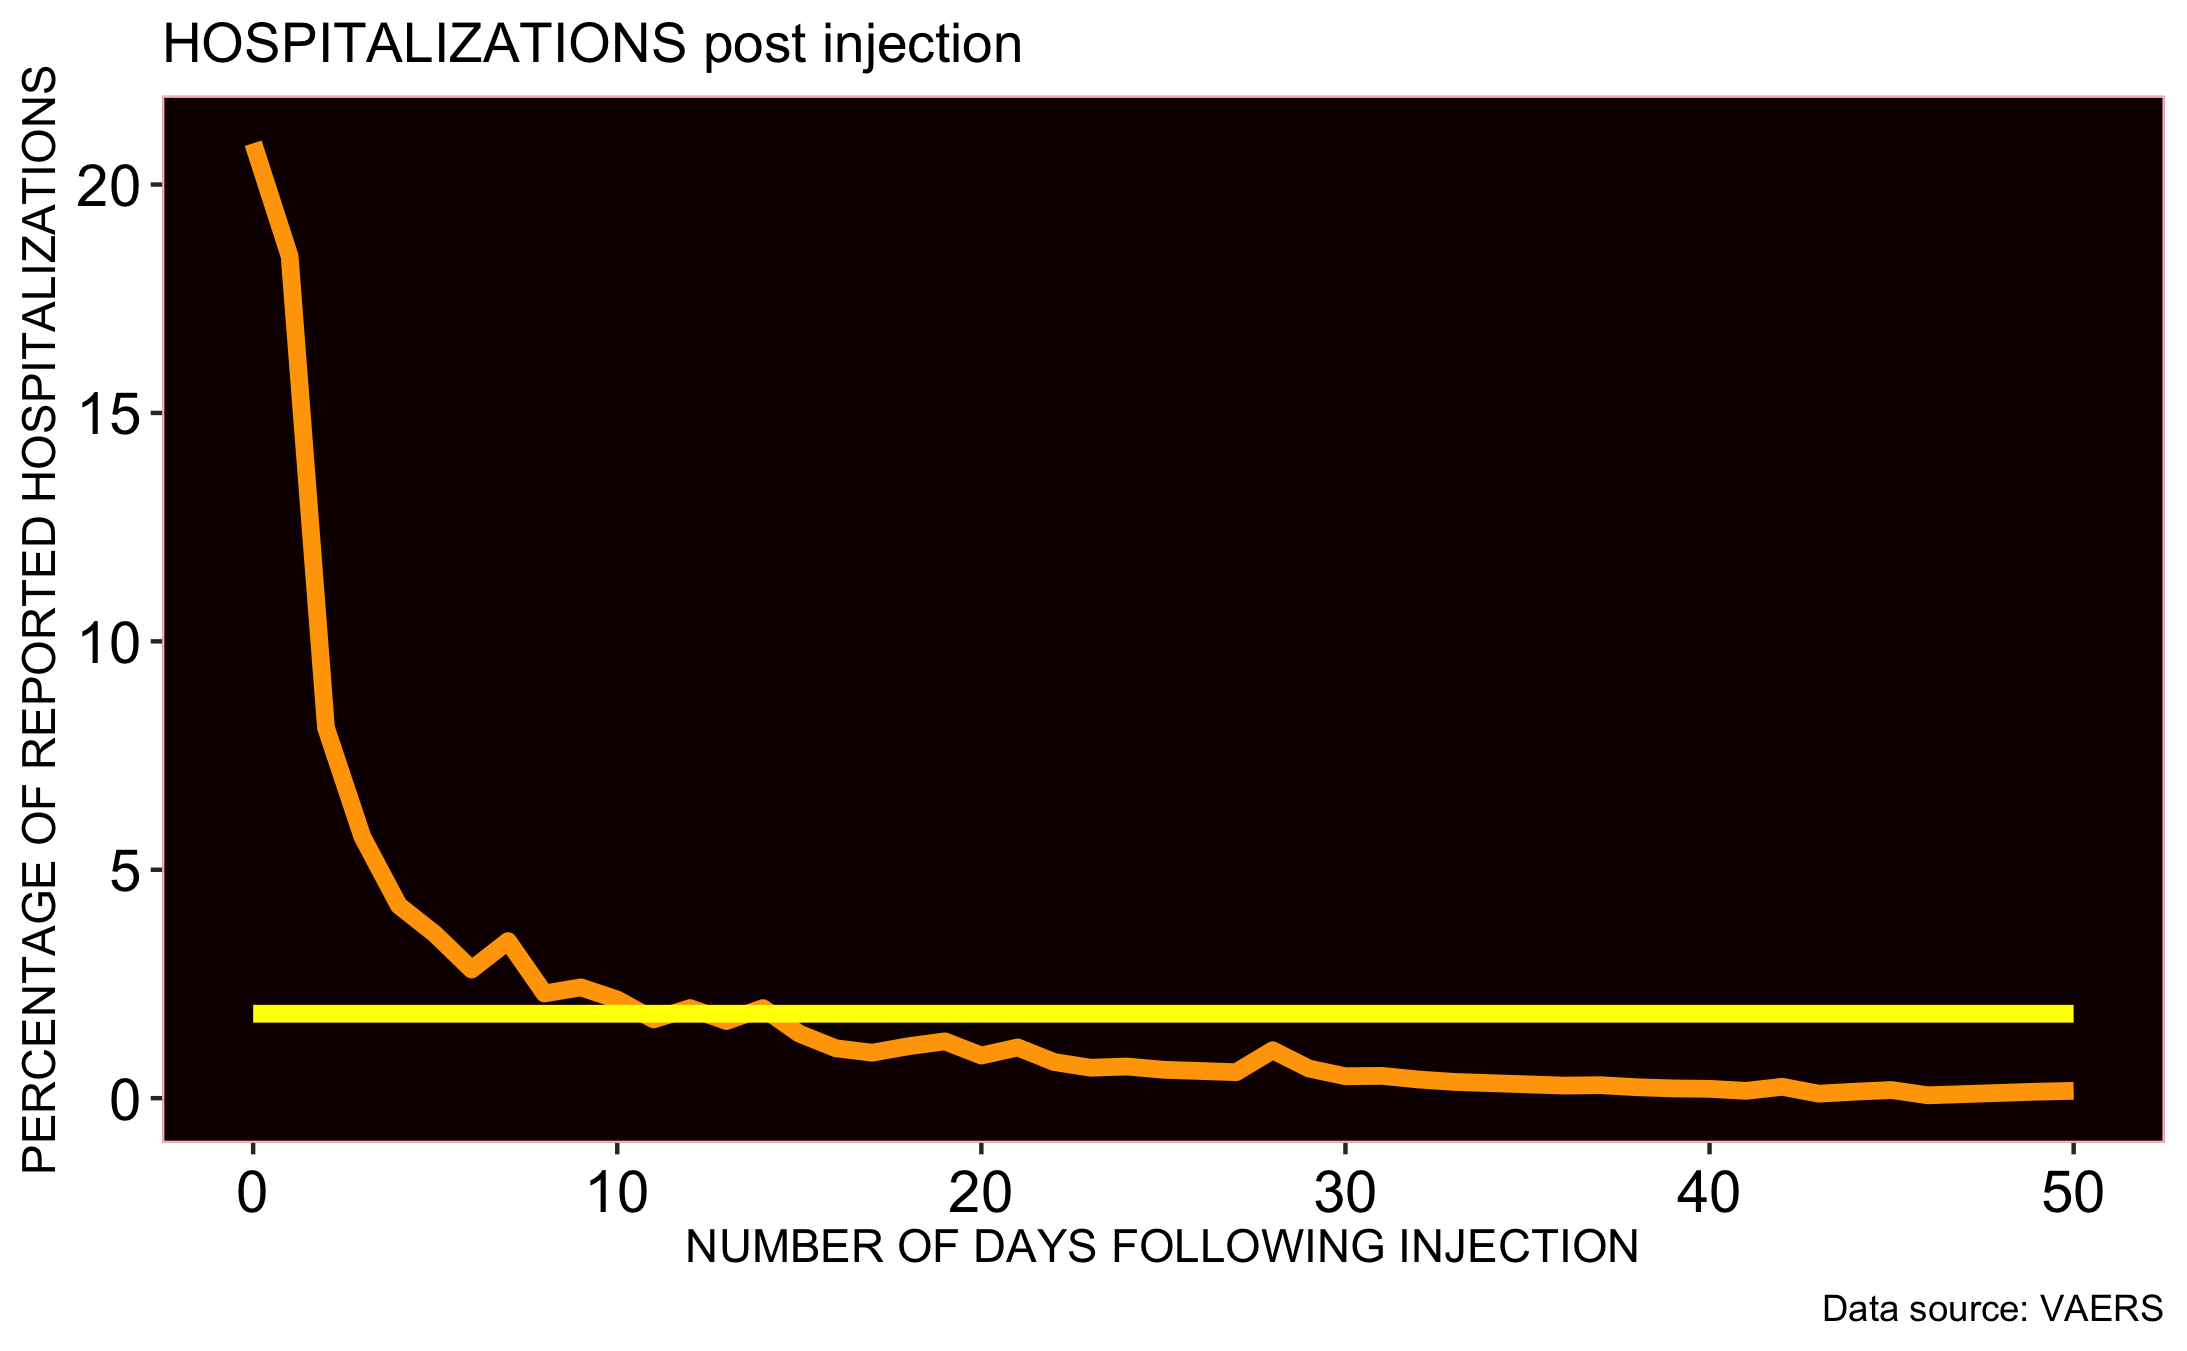 HOSPITALIZATIONS post injection
PERCENTAGE OF REPORTED HOSPITALIZATIONS
20
15
10
5
0
0 10 20 30 40 50
NUMBER OF DAYS FOLLOWING INJECTION
Data source: VAERS